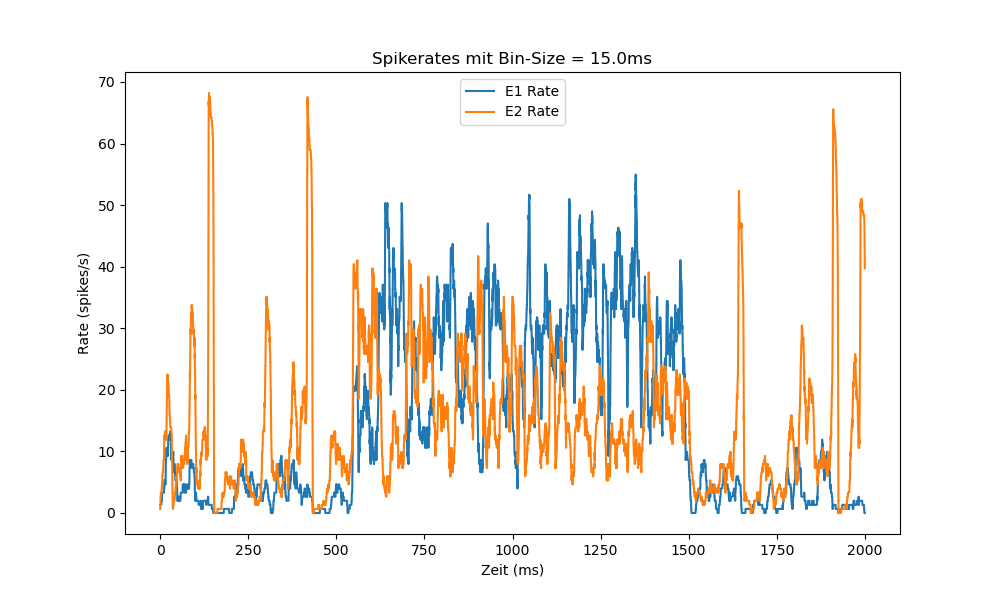 Spikerates mit Bin-Size = 15.0ms
E1 Rate
E2 Rate
Rate (spikes/s)
70
60
50
40
30
20
10
0
0 250 500 750 1000 1250 1500 1750 2000
Zeit (ms)